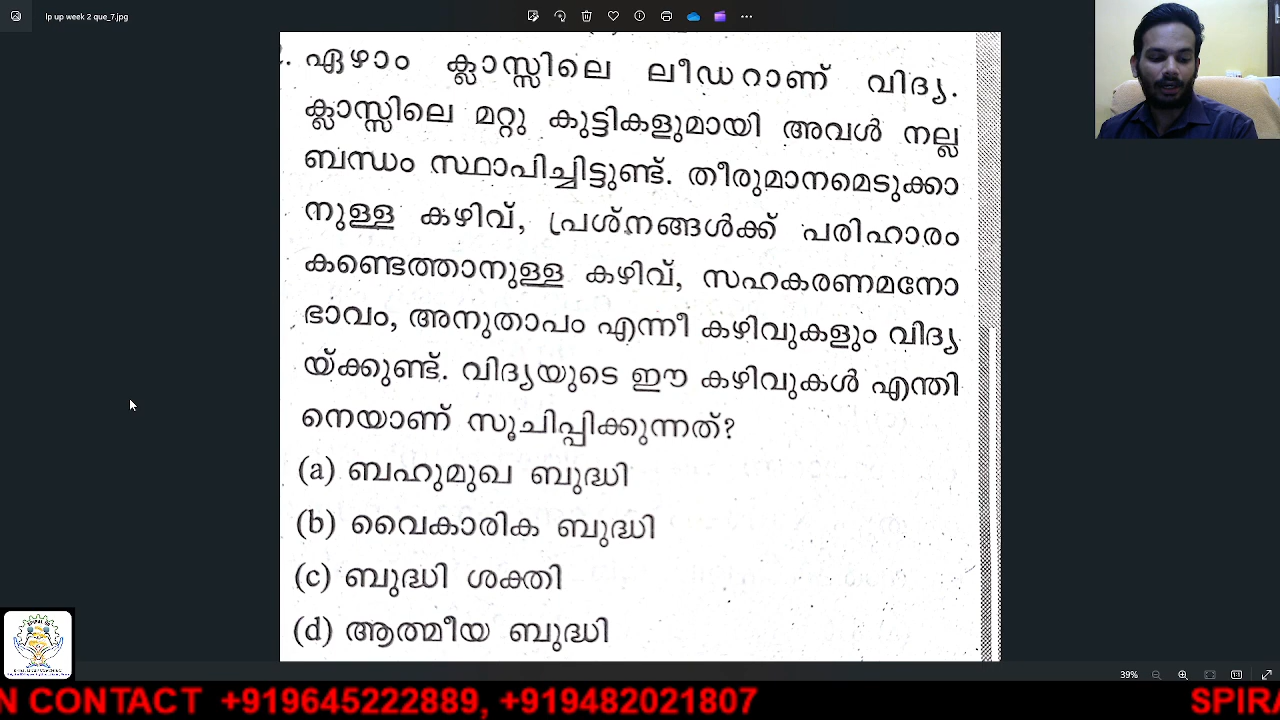 lp up week 2 que_7.jpg
ഏഴാം ക്ലാസ്സിലെ ലീഡറാണ് വിദ്യ.
ക്ലാസ്സിലെ മറ്റു കുട്ടികളുമായി അവൾ നല്ല
ബന്ധം സ്ഥാപിച്ചിട്ടുണ്ട്. തീരുമാനമെടുക്കാ
നുള്ള കഴിവ്, പ്രശ്നങ്ങൾക്ക് പരിഹാരം
കണ്ടെത്താനുള്ള കഴിവ്, സഹകരണമനോ
ഭാവം, അനുതാപം എന്നീ കഴിവുകളും വിദ്യ
യ്ക്കുണ്ട്. വിദ്യയുടെ ഈ കഴിവുകൾ എന്തി
നെയാണ് സൂചിപ്പിക്കുന്നത്?
(a) ബഹുമുഖ ബുദ്ധി
(b) വൈകാരിക ബുദ്ധി
(c) ബുദ്ധി ശക്തി
(d) ആത്മീയ ബുദ്ധി
39%
N CONTACT +919645222889, +919482021807 SPIRA